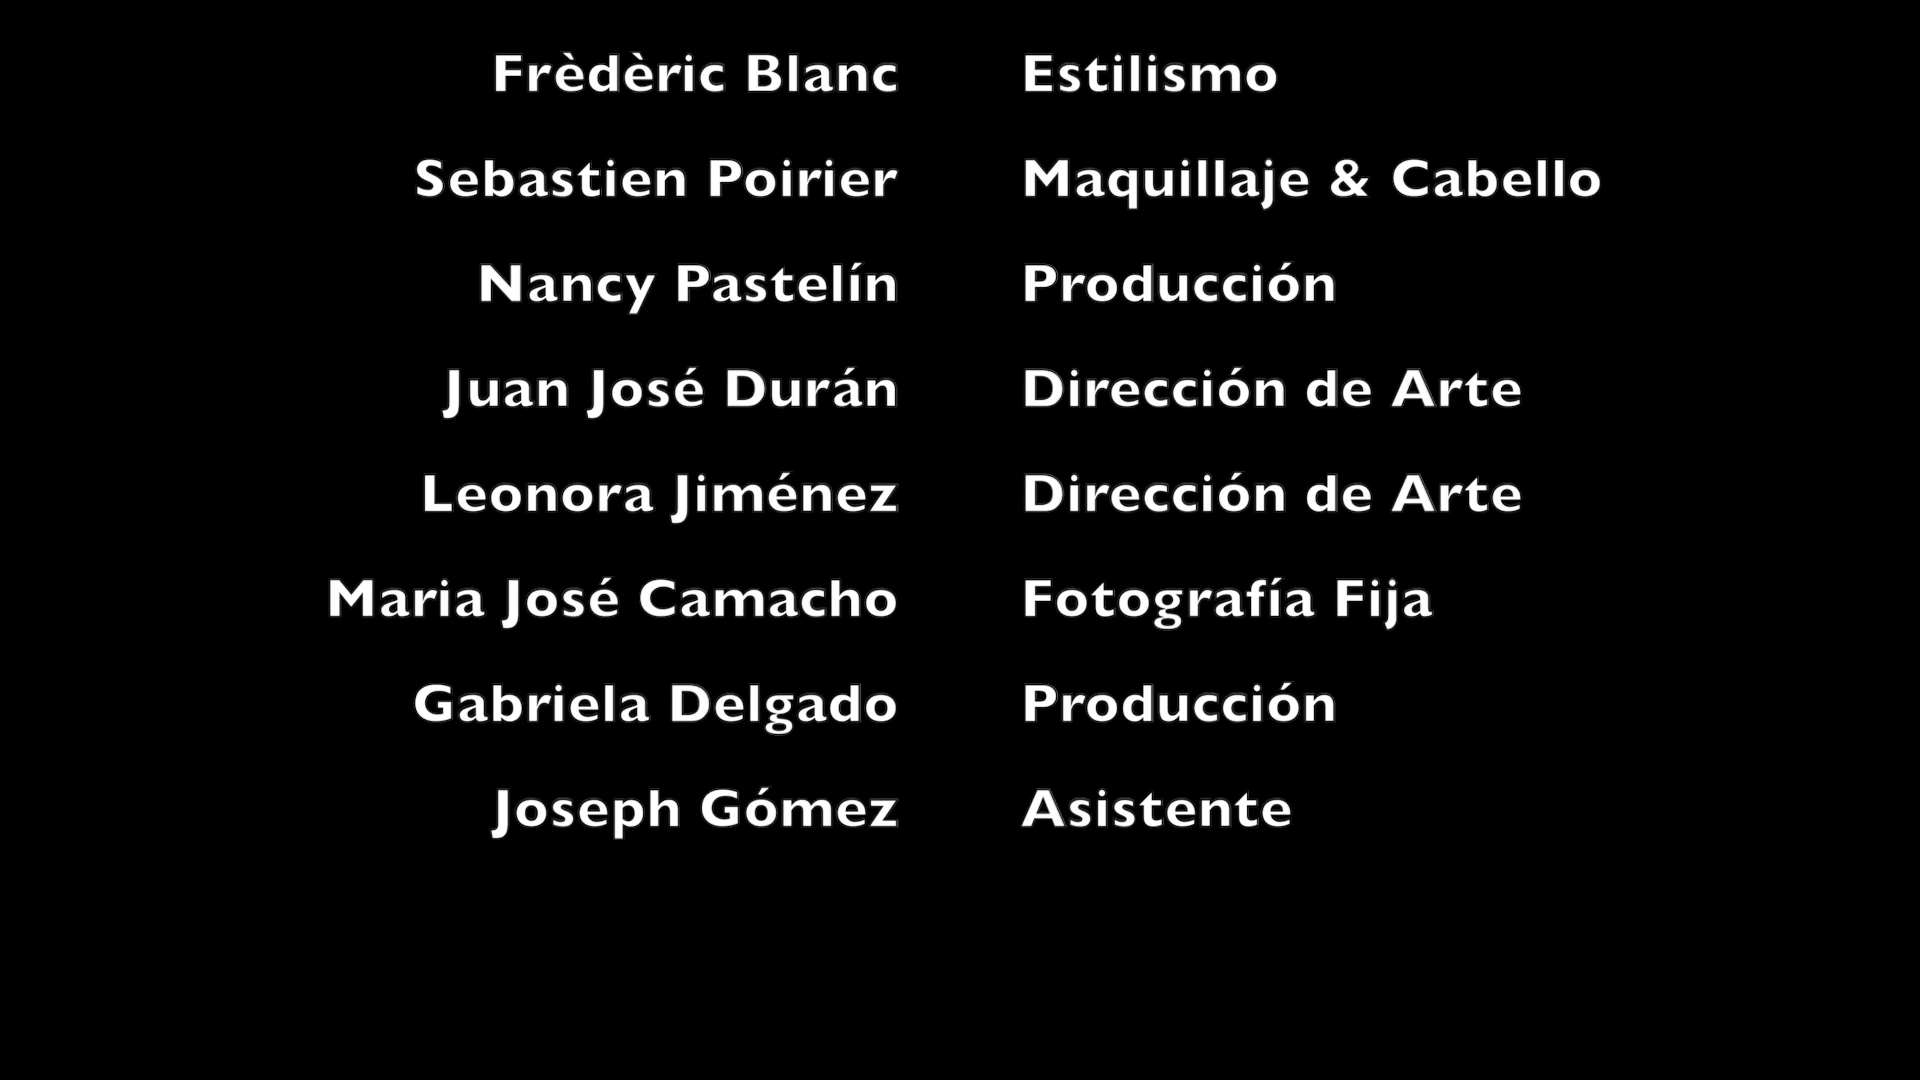 Frèdèric Blanc Estilismo
Sebastien Poirier Maquillaje & Cabello
Nancy Pastelín Producción
Juan José Durán Dirección de Arte
Leonora Jiménez Dirección de Arte
Maria José Camacho Fotografía Fija
Gabriela Delgado Producción
Joseph Gómez Asistente